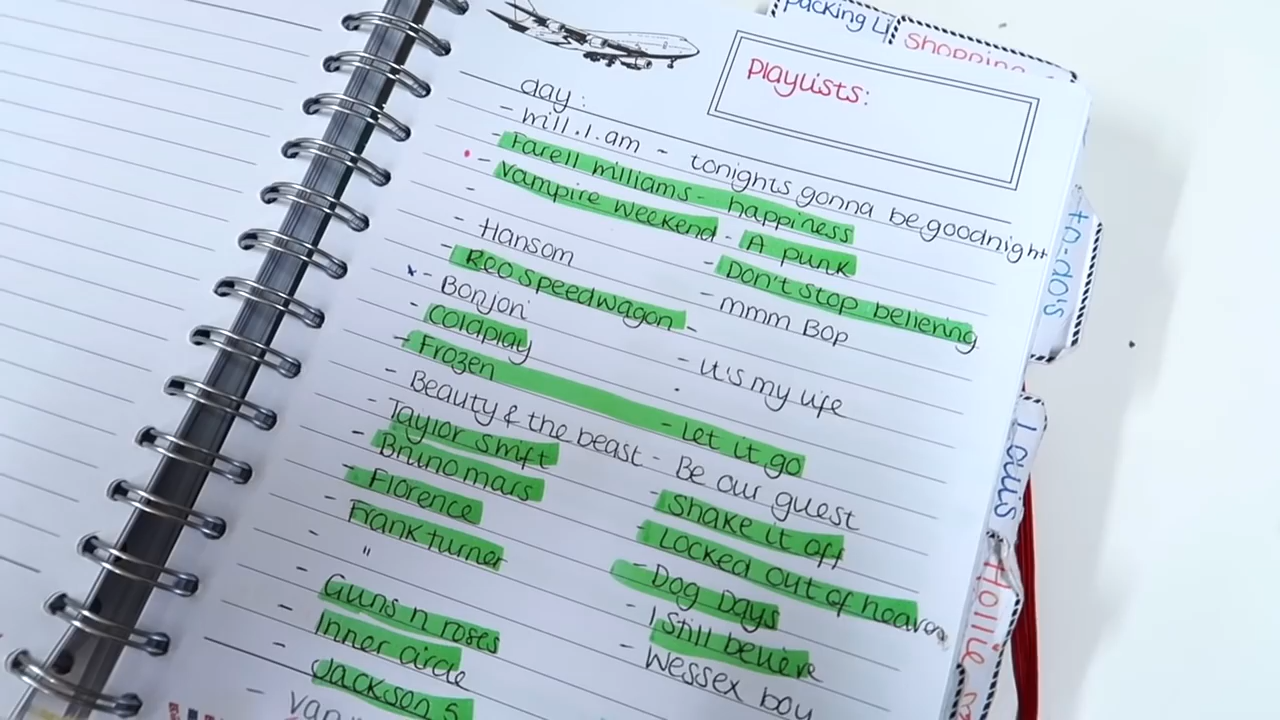 Packing Li
Shopping
Playlists:
day:
- will.i.am - tonights gonna be goodnight
- Farell williams - happiness
- Vampire weekend - A punk
- Don't stop believing
- Hansom - mmm Bop
- Reo Speedwagon -
- Bonjoni - it's my life
- Coldplay
- Frozen - Let it go
- Beauty & the beast - Be our guest
- Taylor Swift - Shake it off
- Bruno mars - Locked out of heaven
- Florence - Dog Days
- Frank turner - I still believe
- " - Wessex boy
- Guns n roses
- Inner circle
- Jackson 5
- van
to-do's
Louis
Hollie